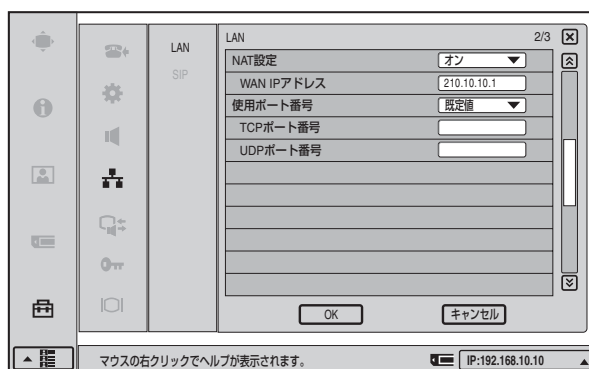 LAN
SIP
LAN 2/3
NAT設定 オン
WAN IPアドレス 210.10.10.1
使用ポート番号 既定値
TCPポート番号
UDPポート番号
OK キャンセル
マウスの右クリックでヘルプが表示されます。 IP:192.168.10.10